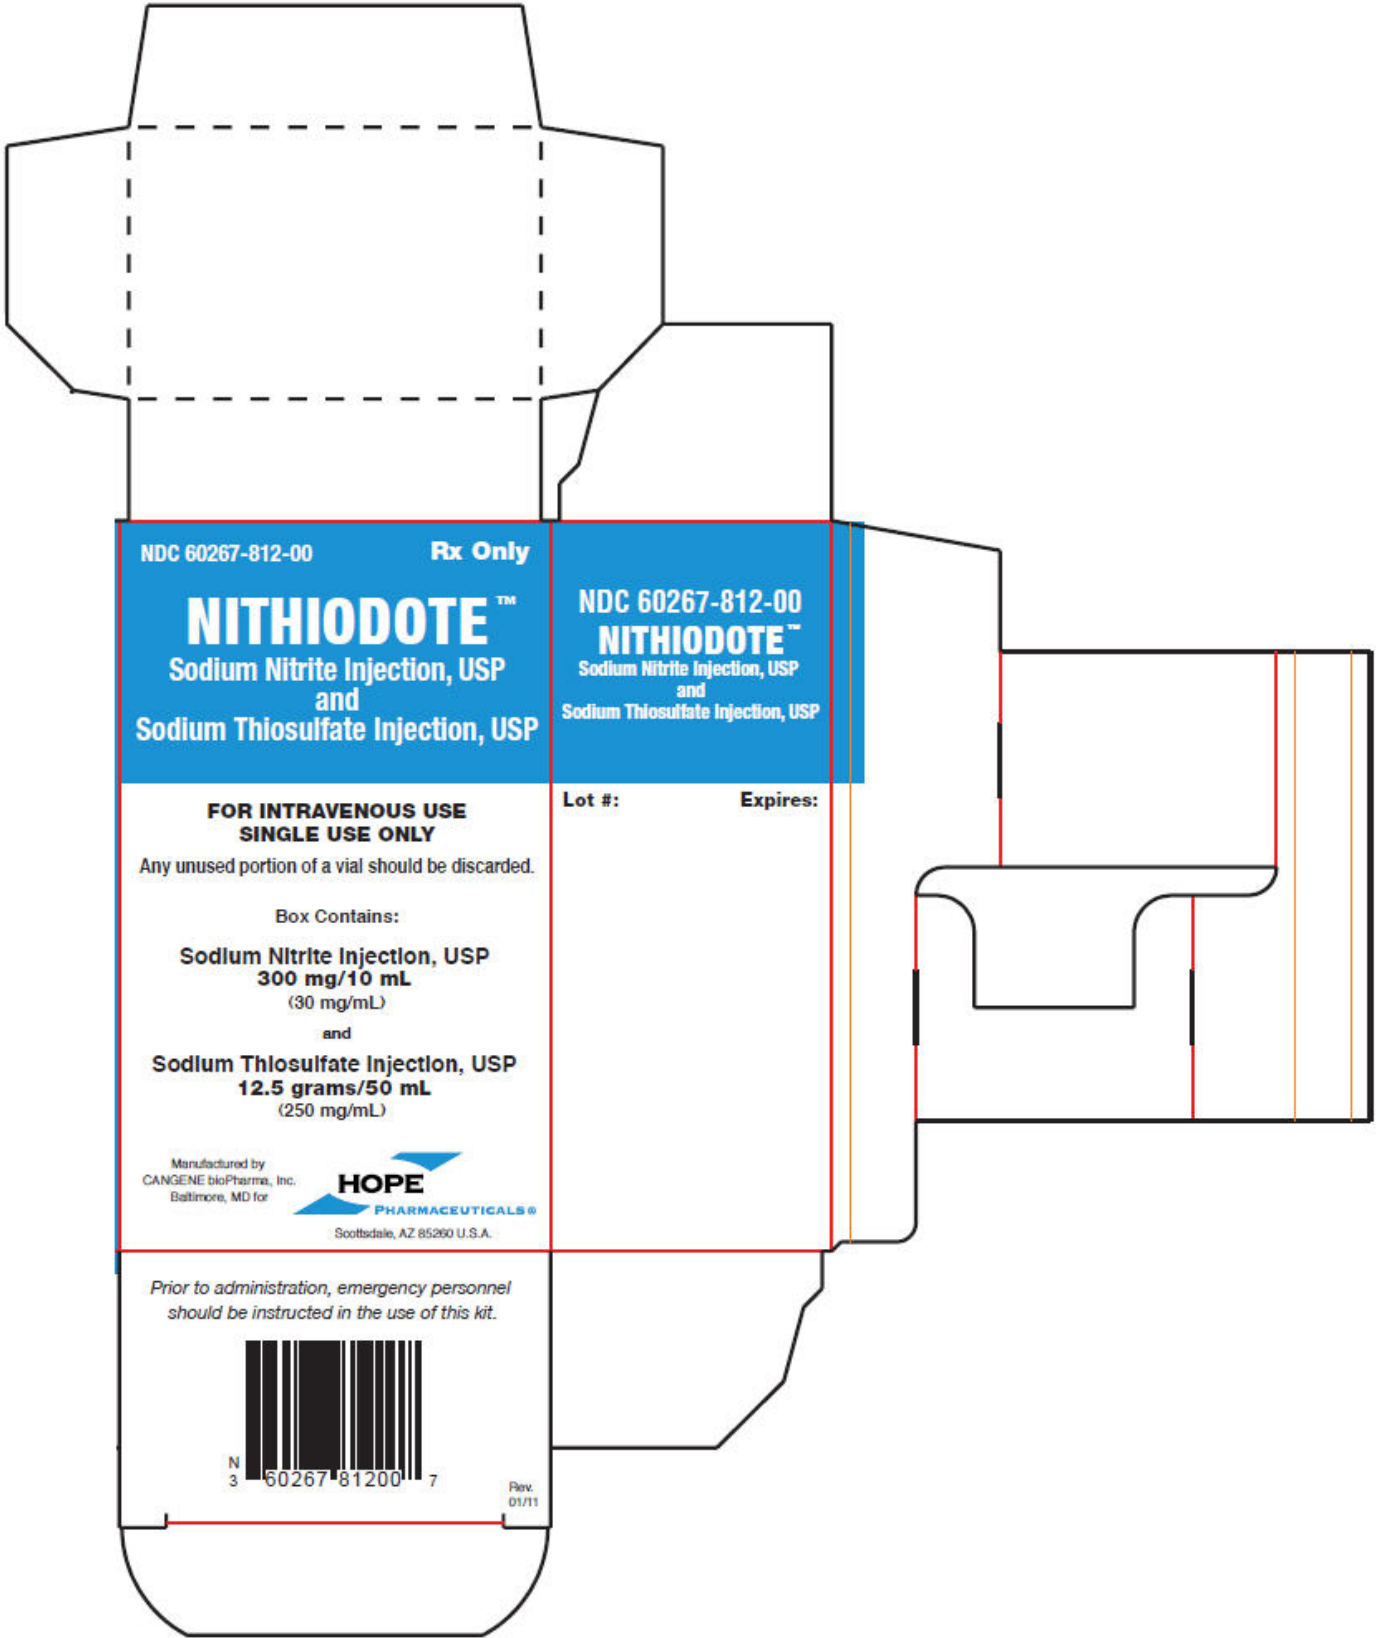 NDC 60267-812-00
Rx Only
NITHIODOTE™
Sodium Nitrite Injection, USP
and
Sodium Thiosulfate Injection, USP
FOR INTRAVENOUS USE
SINGLE USE ONLY
Any unused portion of a vial should be discarded.
Box Contains:
Sodium Nitrite Injection, USP
300 mg/10 mL
(30 mg/mL)
and
Sodium Thiosulfate Injection, USP
12.5 grams/50 mL
(250 mg/mL)
Manufactured by
CANGENE bioPharma, Inc.
Baltimore, MD for
HOPE
PHARMACEUTICALS®
Scottsdale, AZ 85260 U.S.A.
NDC 60267-812-00
NITHIODOTE™
Sodium Nitrite Injection, USP
and
Sodium Thiosulfate Injection, USP
Lot #:
Expires:
Prior to administration, emergency personnel
should be instructed in the use of this kit.
N
3 60267 81200 7
Rev.
01/11